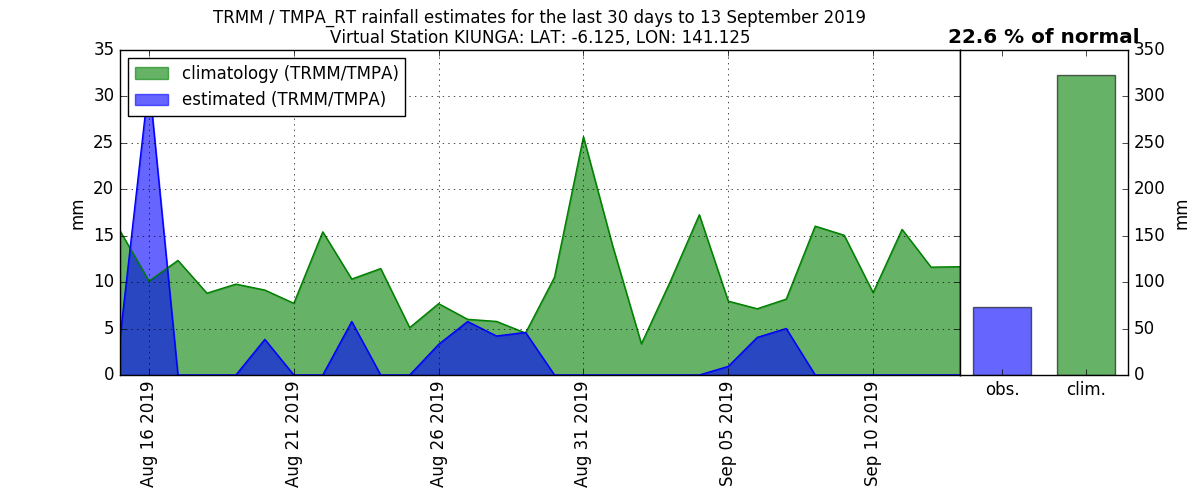 TRMM / TMPA_RT rainfall estimates for the last 30 days to 13 September 2019
Virtual Station KIUNGA: LAT: -6.125, LON: 141.125
22.6 % of normal
climatology (TRMM/TMPA)
estimated (TRMM/TMPA)
35
30
25
20
15
10
5
0
mm
Aug 16 2019
Aug 21 2019
Aug 26 2019
Aug 31 2019
Sep 05 2019
Sep 10 2019
obs.
clim.
350
300
250
200
150
100
50
0
mm